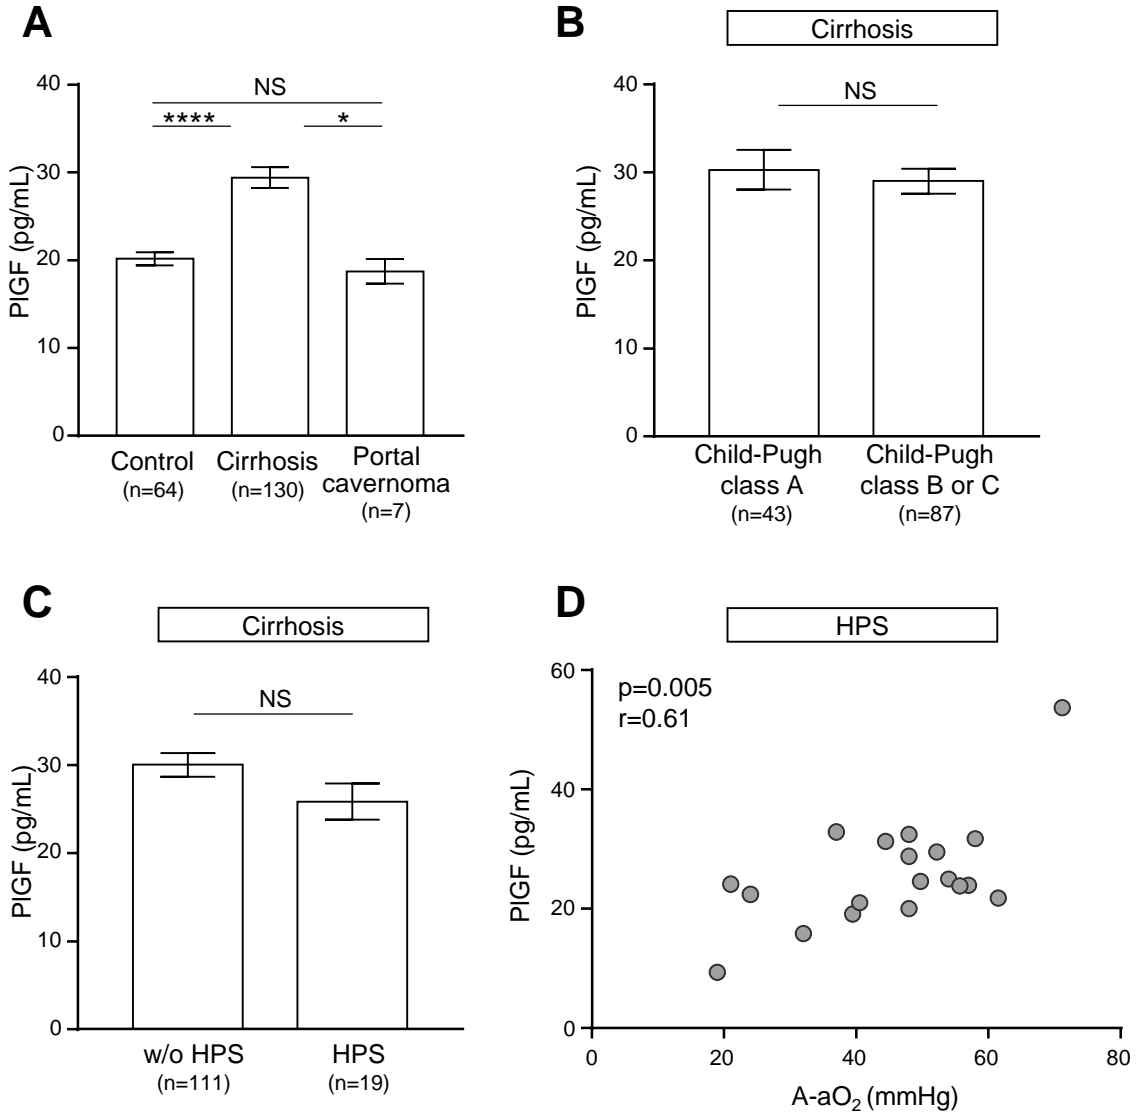 A
40
30
20
10
0
PlGF (pg/mL)
NS
****
*
Control
(n=64)
Cirrhosis
(n=130)
Portal
cavernoma
(n=7)
B
Cirrhosis
40
30
20
10
0
PlGF (pg/mL)
NS
Child-Pugh
class A
(n=43)
Child-Pugh
class B or C
(n=87)
C
Cirrhosis
40
30
20
10
0
PlGF (pg/mL)
NS
w/o HPS
(n=111)
HPS
(n=19)
D
HPS
60
40
20
0
PlGF (pg/mL)
p=0.005
r=0.61
0 20 40 60 80
A-aO₂ (mmHg)